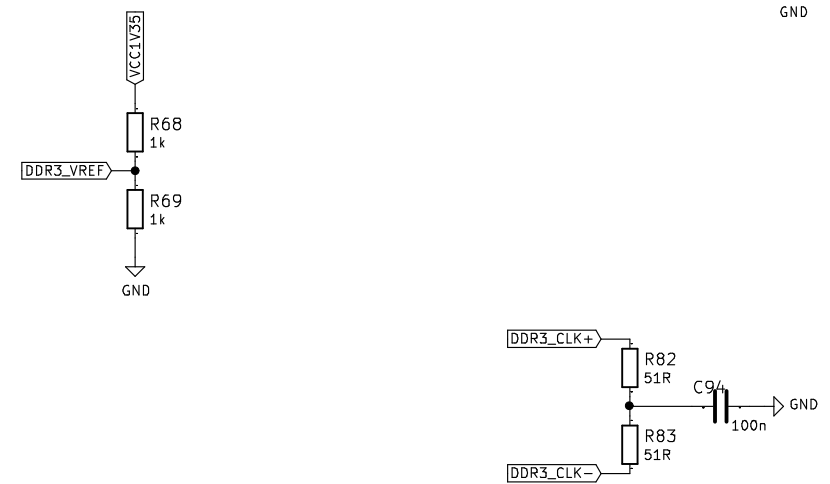 GND
VCC1V35
R68
1k
DDR3_VREF
R69
1k
GND
DDR3_CLK+
R82
51R
C94
GND
100n
R83
51R
DDR3_CLK-